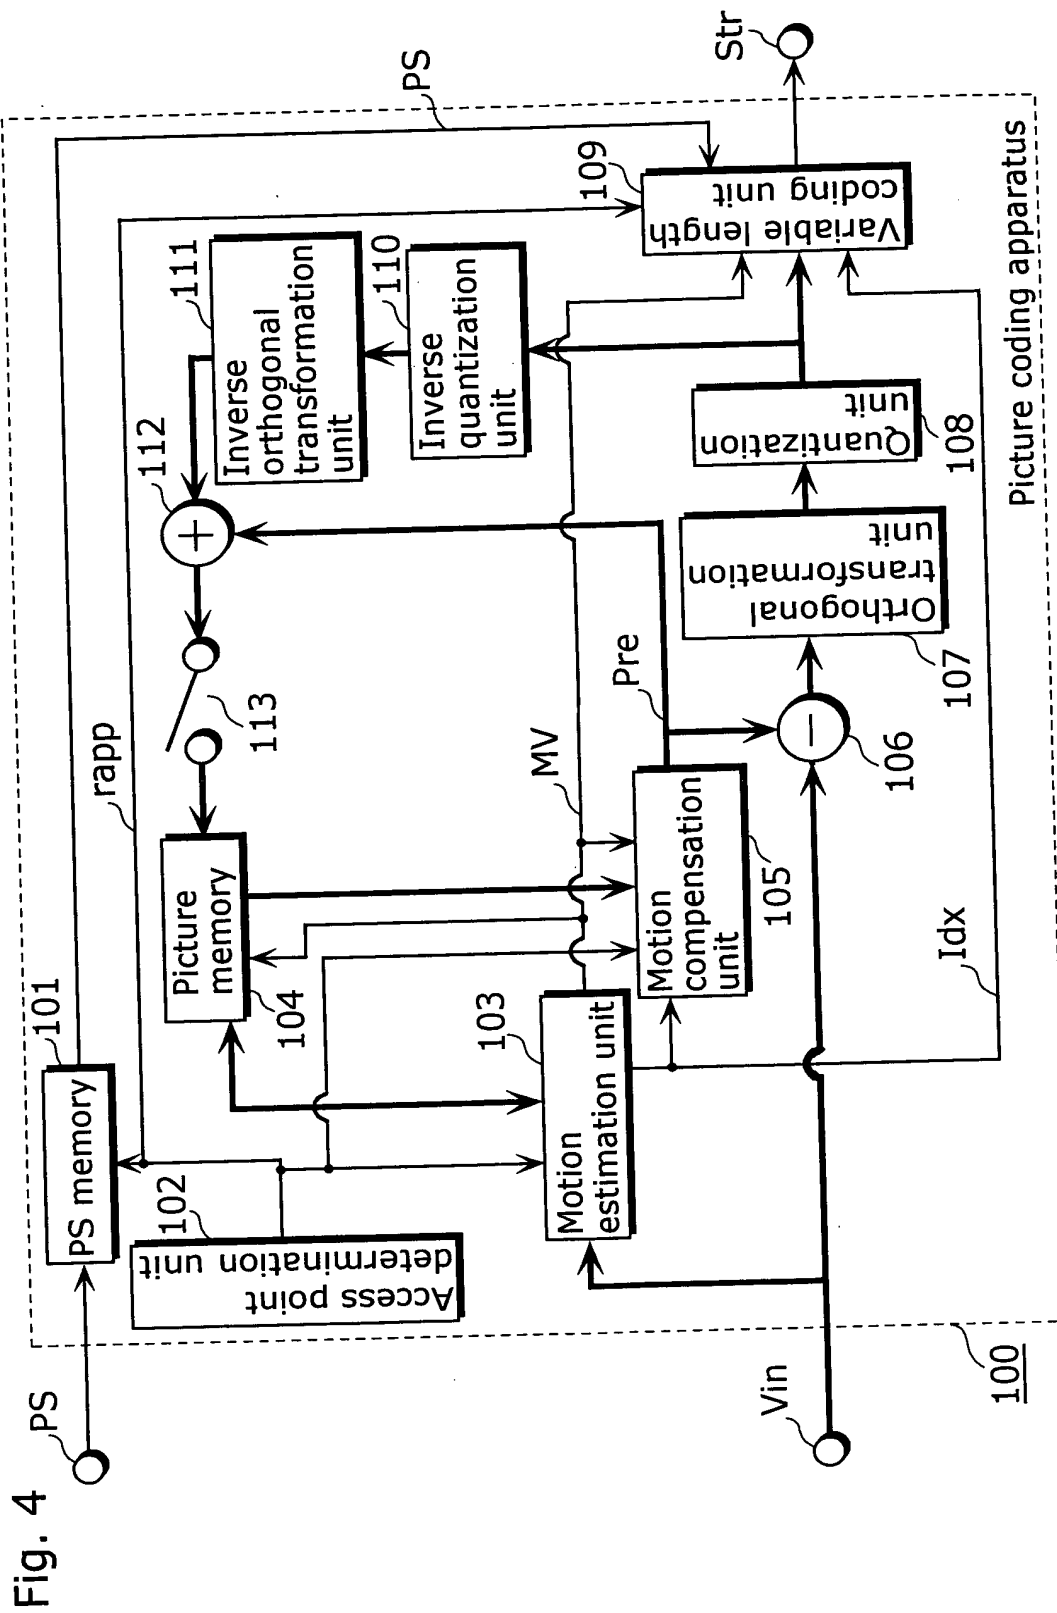 Fig. 4
PS
PS memory
101
PS
rapp
Access point
determination unit
102
Picture
memory
104
113
112
Inverse
orthogonal
transformation
unit
111
Inverse
quantization
unit
110
Variable length
coding unit
109
Str
Motion
estimation unit
103
MV
Motion
compensation
unit
105
Pre
106
Orthogonal
transformation
unit
107
Quantization
unit
108
Vin
Idx
100
Picture coding apparatus